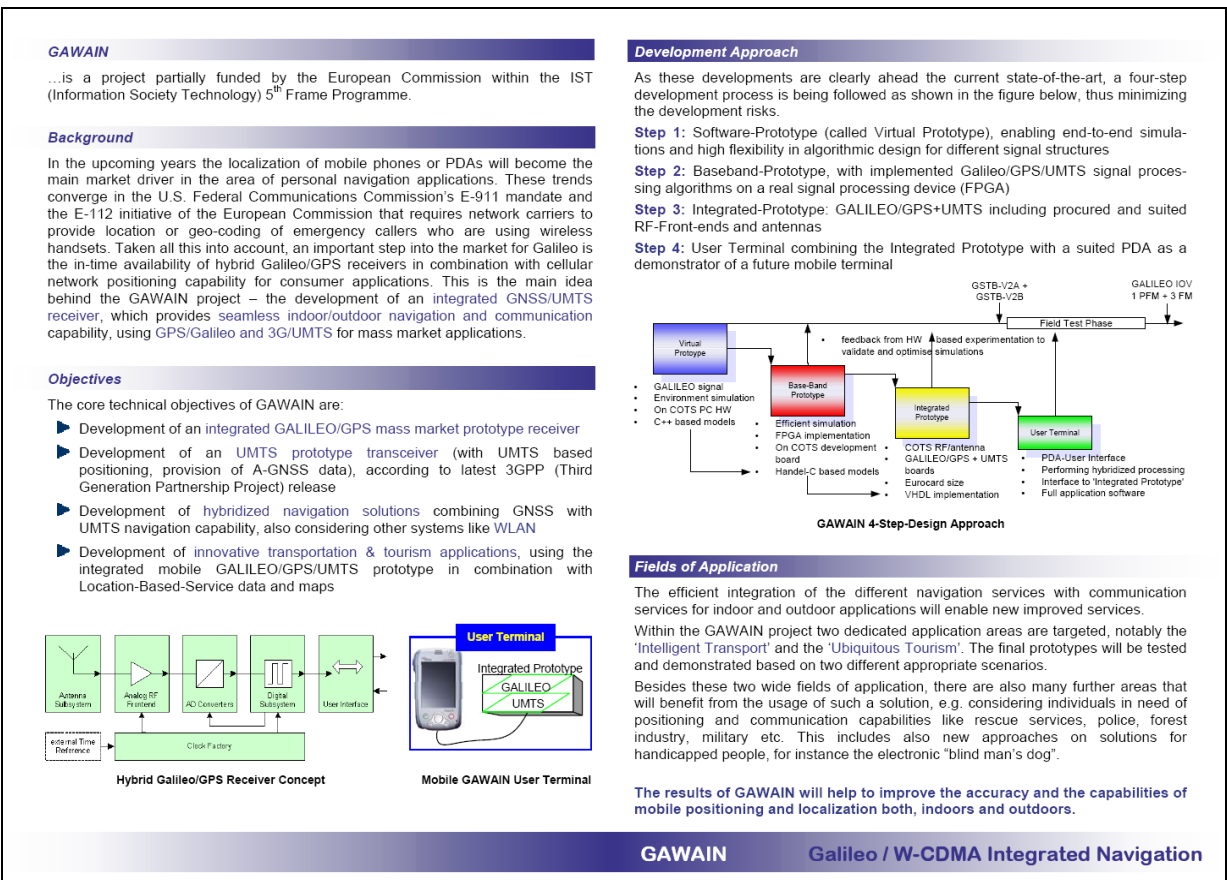 GAWAIN
…is a project partially funded by the European Commission within the IST
(Information Society Technology) 5th Frame Programme.
Background
In the upcoming years the localization of mobile phones or PDAs will become the
main market driver in the area of personal navigation applications. These trends
converge in the U.S. Federal Communications Commission's E-911 mandate and
the E-112 initiative of the European Commission that requires network carriers to
provide location or geo-coding of emergency callers who are using wireless
handsets. Taken all this into account, an important step into the market for Galileo is
the in-time availability of hybrid Galileo/GPS receivers in combination with cellular
network positioning capability for consumer applications. This is the main idea
behind the GAWAIN project – the development of an integrated GNSS/UMTS
receiver, which provides seamless indoor/outdoor navigation and communication
capability, using GPS/Galileo and 3G/UMTS for mass market applications.
Objectives
The core technical objectives of GAWAIN are:
Development of an integrated GALILEO/GPS mass market prototype receiver
Development of an UMTS prototype transceiver (with UMTS based
positioning, provision of A-GNSS data), according to latest 3GPP (Third
Generation Partnership Project) release
Development of hybridized navigation solutions combining GNSS with
UMTS navigation capability, also considering other systems like WLAN
Development of innovative transportation & tourism applications, using the
integrated mobile GALILEO/GPS/UMTS prototype in combination with
Location-Based-Service data and maps
Antenna
Subsystem
Analog RF
Frontend
AD Converters
Digital
Subsystem
User Interface
external Time
Reference
Clock Factory
Hybrid Galileo/GPS Receiver Concept
User Terminal
Integrated Prototype
GALILEO
UMTS
Mobile GAWAIN User Terminal
Development Approach
As these developments are clearly ahead the current state-of-the-art, a four-step
development process is being followed as shown in the figure below, thus minimizing
the development risks.
Step 1: Software-Prototype (called Virtual Prototype), enabling end-to-end simula-
tions and high flexibility in algorithmic design for different signal structures
Step 2: Baseband-Prototype, with implemented Galileo/GPS/UMTS signal proces-
sing algorithms on a real signal processing device (FPGA)
Step 3: Integrated-Prototype: GALILEO/GPS+UMTS including procured and suited
RF-Front-ends and antennas
Step 4: User Terminal combining the Integrated Prototype with a suited PDA as a
demonstrator of a future mobile terminal
GSTB-V2A +
GSTB-V2B
GALILEO IOV
1 PFM + 3 FM
Field Test Phase
Virtual
Protoype
• feedback from HW based experimentation to
validate and optimise simulations
• GALILEO signal
• Environment simulation
• On COTS PC HW
• C++ based models
Base-Band
Prototype
• Efficient simulation
• FPGA implementation
• On COTS development
board
• Handel-C based models
Integrated
Prototype
• COTS RF/antenna
• GALILEO/GPS + UMTS
boards
• Eurocard size
• VHDL implementation
User Terminal
• PDA-User Interface
• Performing hybridized processing
• Interface to 'Integrated Prototype'
• Full application software
GAWAIN 4-Step-Design Approach
Fields of Application
The efficient integration of the different navigation services with communication
services for indoor and outdoor applications will enable new improved services.
Within the GAWAIN project two dedicated application areas are targeted, notably the
'Intelligent Transport' and the 'Ubiquitous Tourism'. The final prototypes will be tested
and demonstrated based on two different appropriate scenarios.
Besides these two wide fields of application, there are also many further areas that
will benefit from the usage of such a solution, e.g. considering individuals in need of
positioning and communication capabilities like rescue services, police, forest
industry, military etc. This includes also new approaches on solutions for
handicapped people, for instance the electronic "blind man's dog".
The results of GAWAIN will help to improve the accuracy and the capabilities of
mobile positioning and localization both, indoors and outdoors.
GAWAIN Galileo / W-CDMA Integrated Navigation